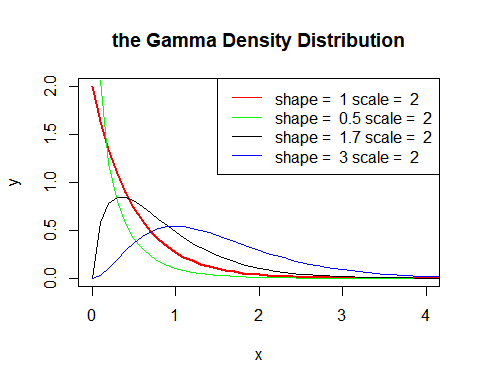 the Gamma Density Distribution
shape = 1 scale = 2
shape = 0.5 scale = 2
shape = 1.7 scale = 2
shape = 3 scale = 2
y
2.0
1.5
1.0
0.5
0.0
0 1 2 3 4
x